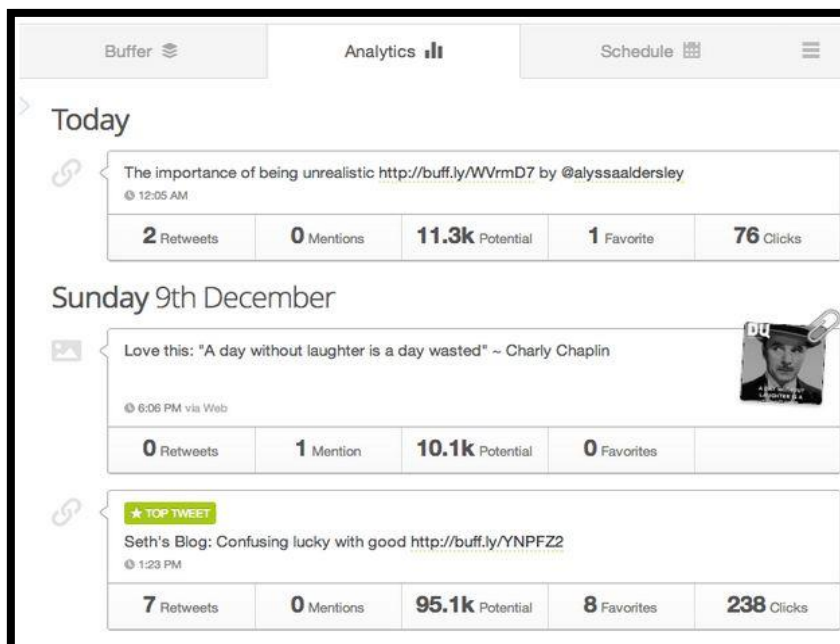 Buffer
Analytics
Schedule
Today
The importance of being unrealistic http://buff.ly/WVrmD7 by @alyssaaldersley
12:05 AM
2 Retweets 0 Mentions 11.3k Potential 1 Favorite 76 Clicks
Sunday 9th December
Love this: "A day without laughter is a day wasted" ~ Charly Chaplin
6:06 PM via Web
A DAY WITHOUT
LAUGHTER IS A
0 Retweets 1 Mention 10.1k Potential 0 Favorites
TOP TWEET
Seth's Blog: Confusing lucky with good http://buff.ly/YNPFZ2
1:23 PM
7 Retweets 0 Mentions 95.1k Potential 8 Favorites 238 Clicks